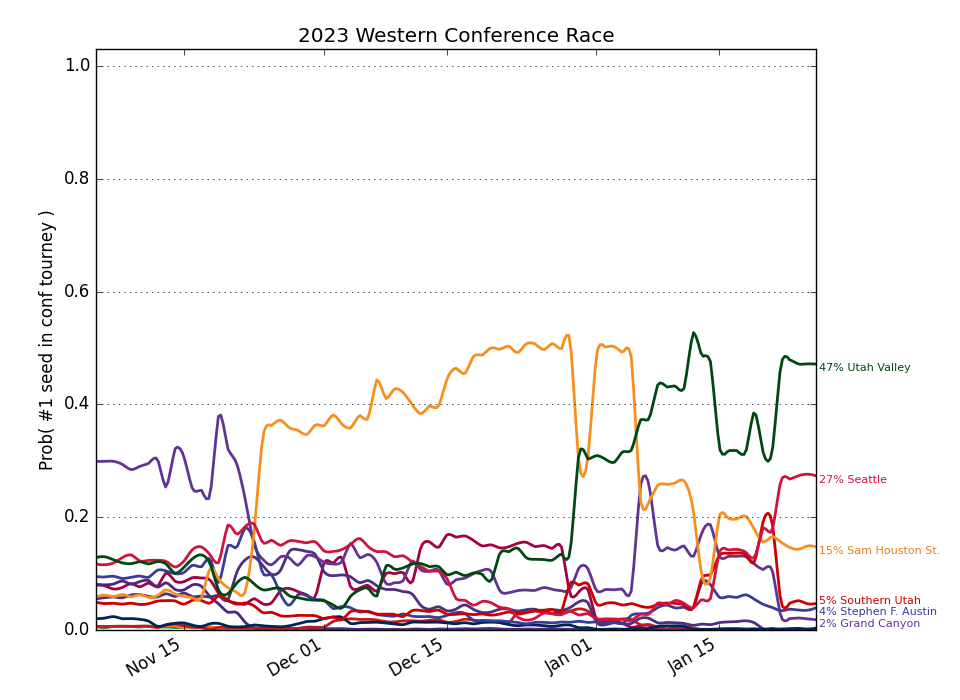 2023 Western Conference Race
Prob( #1 seed in conf tourney )
1.0
0.8
0.6
0.4
0.2
0.0
Nov 15
Dec 01
Dec 15
Jan 01
Jan 15
47% Utah Valley
27% Seattle
15% Sam Houston St.
5% Southern Utah
4% Stephen F. Austin
2% Grand Canyon